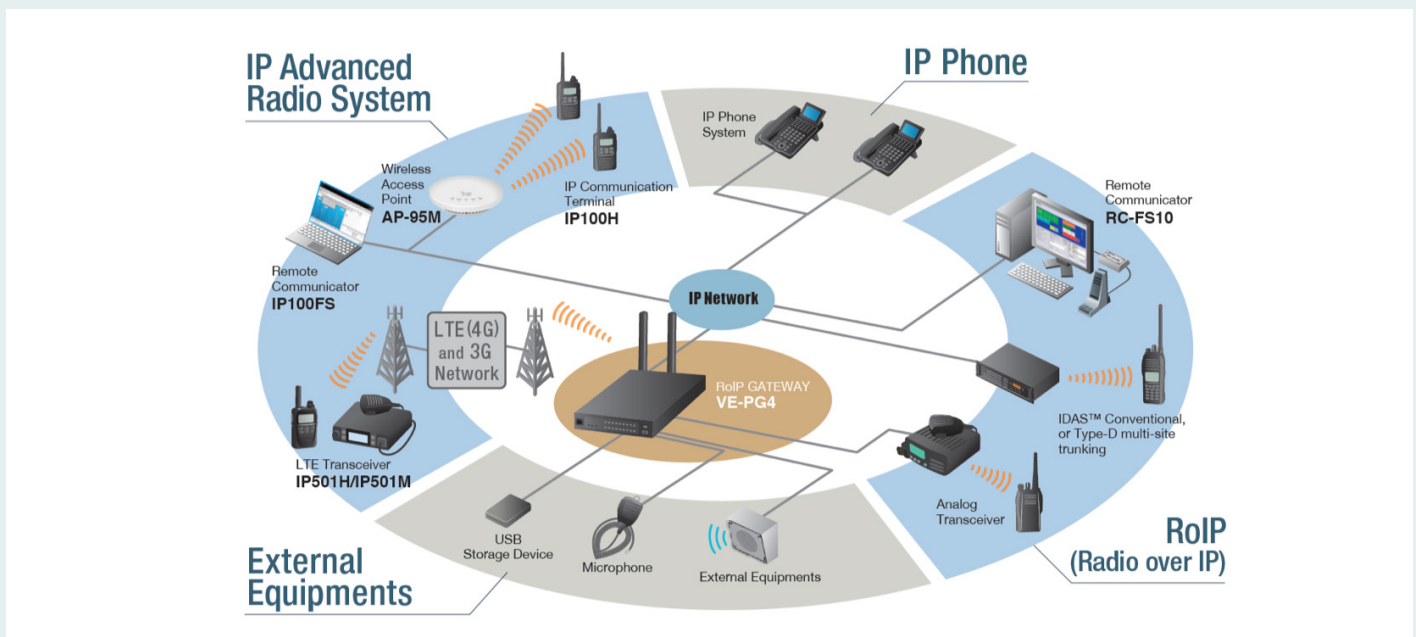 IP Advanced
Radio System
IP Phone
IP Phone
System
Wireless
Access
Point
AP-95M
IP Communication
Terminal
IP100H
Remote
Communicator
RC-FS10
Remote
Communicator
IP100FS
IP Network
LTE(4G)
and 3G
Network
RoIP GATEWAY
VE-PG4
IDAS™ Conventional,
or Type-D multi-site
trunking
LTE Transceiver
IP501H/IP501M
Analog
Transceiver
USB
Storage Device
Microphone
External Equipments
External
Equipments
RoIP
(Radio over IP)